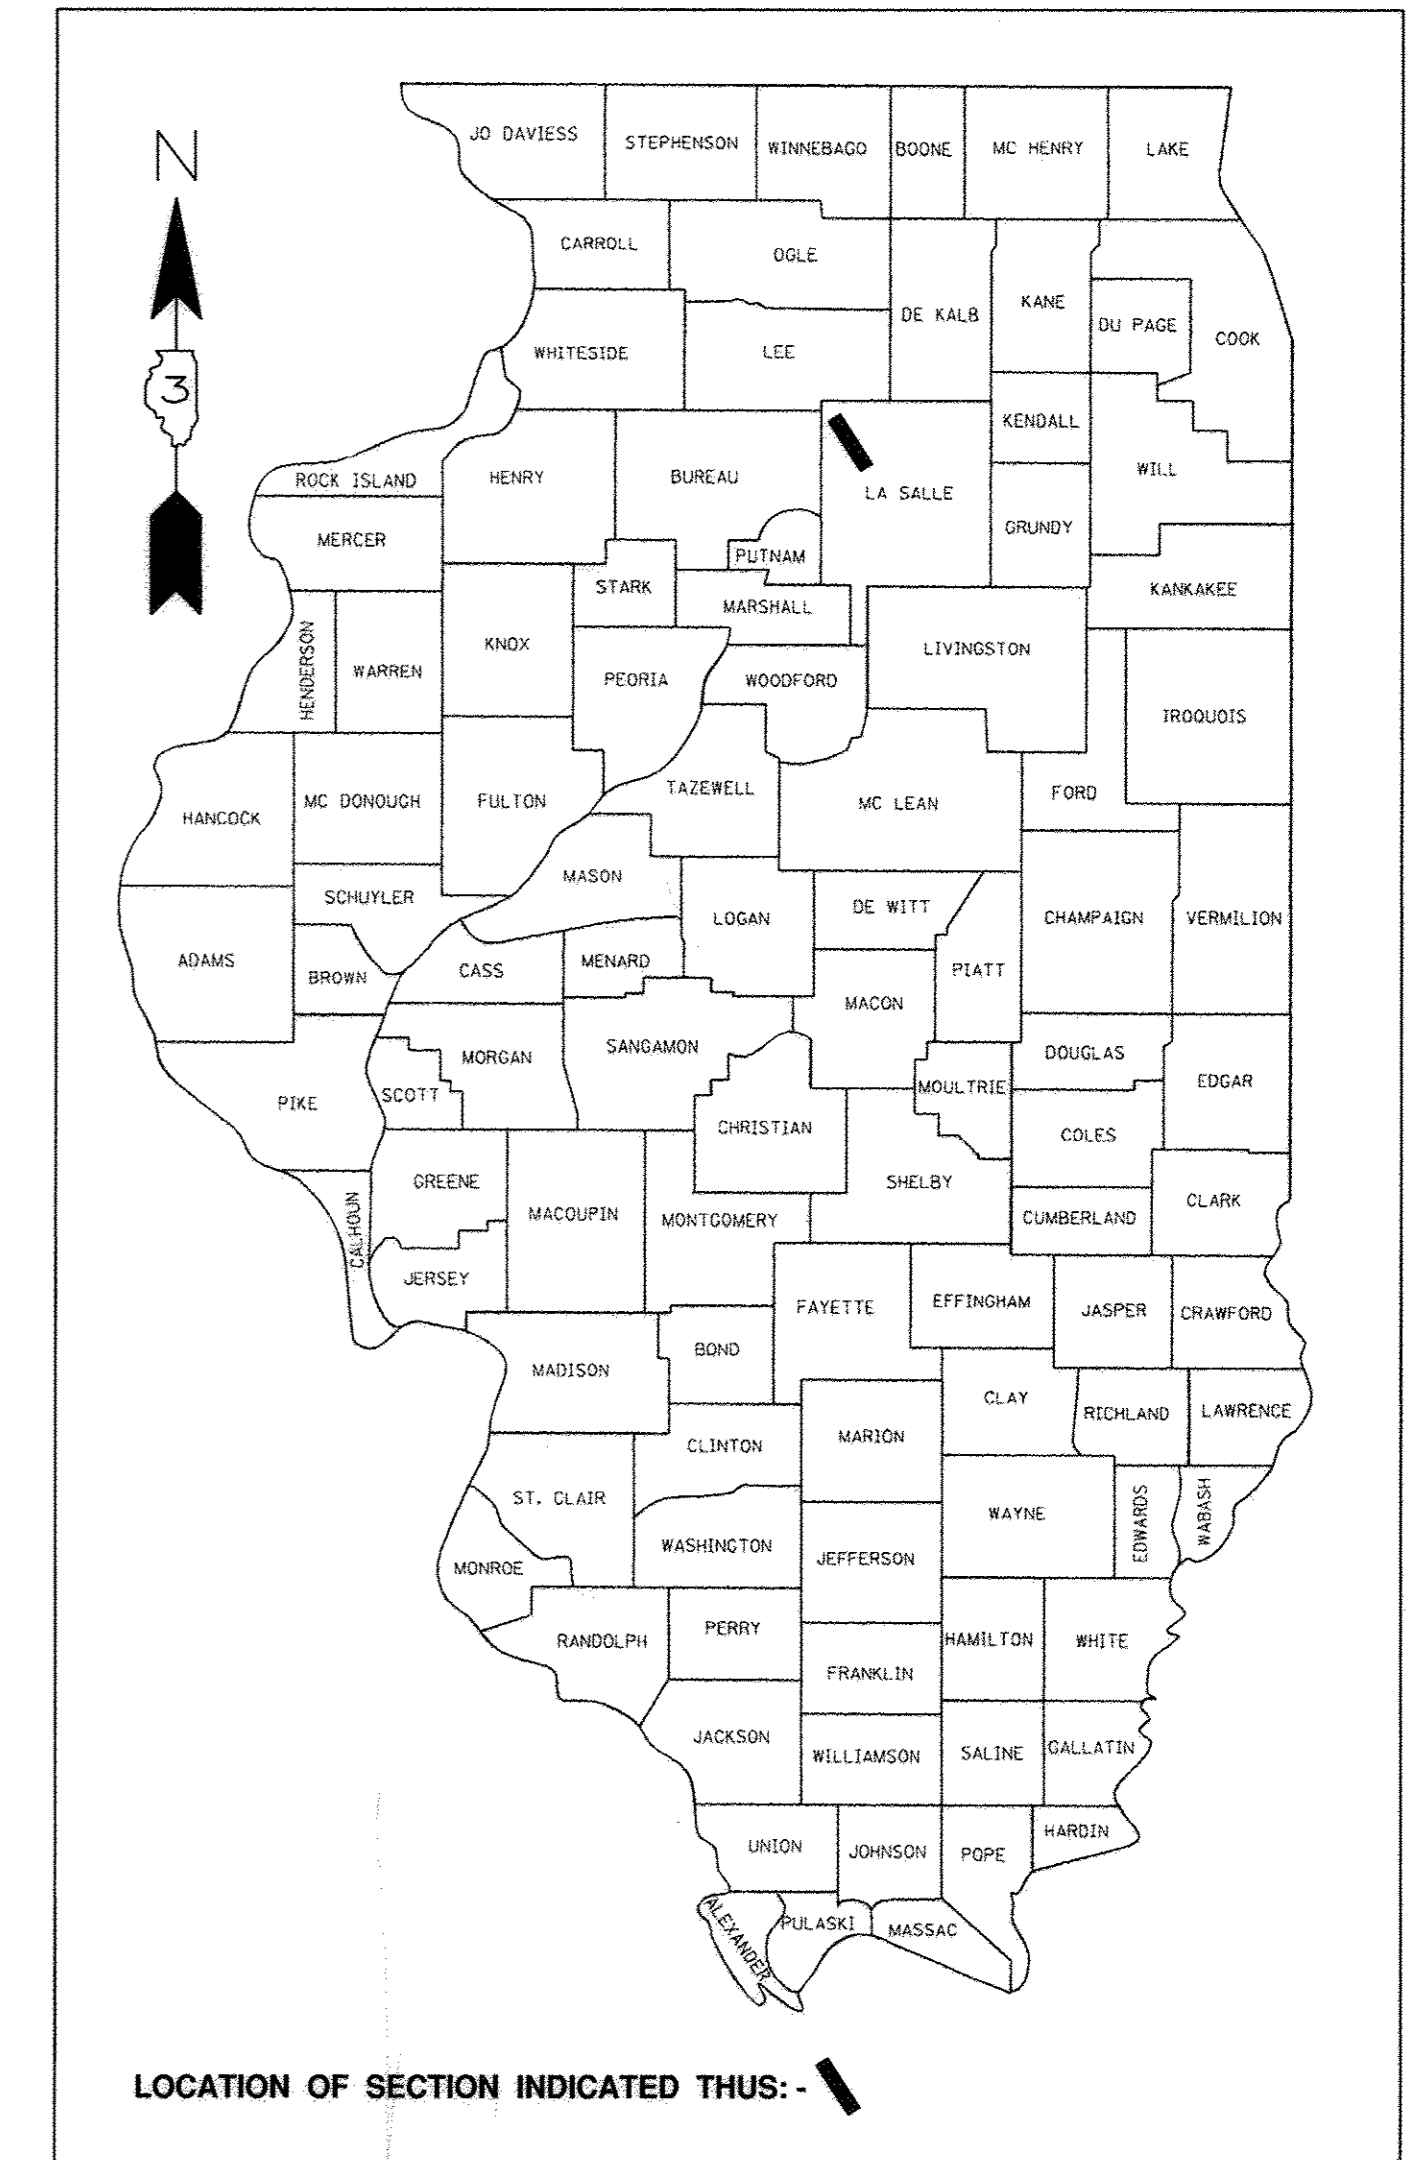 N
3
JO DAVIESS
STEPHENSON
WINNEBAGO
BOONE
MC HENRY
LAKE
CARROLL
OGLE
DE KALB
KANE
DU PAGE
COOK
WHITESIDE
LEE
KENDALL
WILL
ROCK ISLAND
HENRY
BUREAU
LA SALLE
GRUNDY
MERCER
PUTNAM
KANKAKEE
STARK
MARSHALL
HENDERSON
WARREN
KNOX
PEORIA
WOODFORD
LIVINGSTON
IROQUOIS
HANCOCK
MC DONOUGH
FULTON
TAZEWELL
MC LEAN
FORD
MASON
SCHUYLER
LOGAN
DE WITT
CHAMPAIGN
VERMILION
ADAMS
BROWN
CASS
MENARD
PIATT
MACON
MORGAN
SANGAMON
DOUGLAS
EDGAR
PIKE
SCOTT
MOULTRIE
CHRISTIAN
COLES
GREENE
SHELBY
CLARK
CALHOUN
MACOUPIN
MONTGOMERY
CUMBERLAND
JERSEY
FAYETTE
EFFINGHAM
JASPER
CRAWFORD
MADISON
BOND
CLAY
RICHLAND
LAWRENCE
CLINTON
MARION
ST. CLAIR
WAYNE
EDWARDS
WABASH
MONROE
WASHINGTON
JEFFERSON
RANDOLPH
PERRY
HAMILTON
WHITE
FRANKLIN
JACKSON
WILLIAMSON
SALINE
GALLATIN
UNION
JOHNSON
POPE
HARDIN
ALEXANDER
PULASKI
MASSAC
LOCATION OF SECTION INDICATED THUS: -